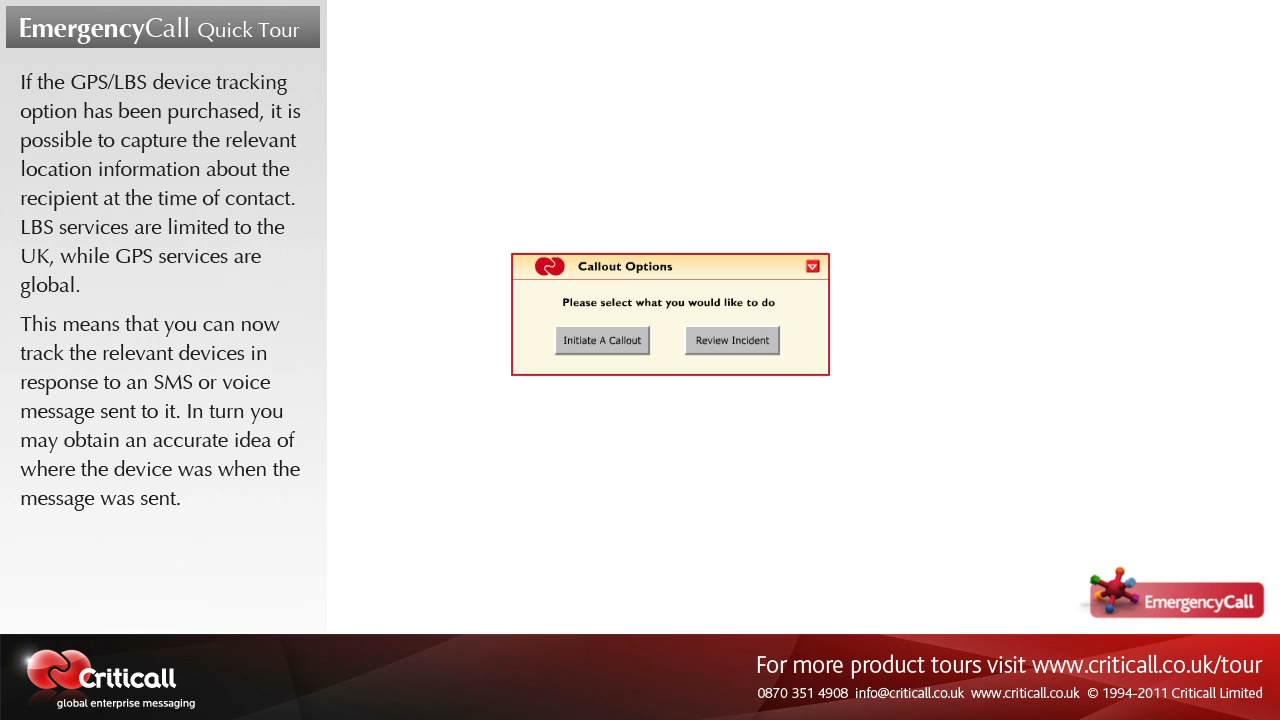 EmergencyCall Quick Tour
If the GPS/LBS device tracking
option has been purchased, it is
possible to capture the relevant
location information about the
recipient at the time of contact.
LBS services are limited to the
UK, while GPS services are
global.
This means that you can now
track the relevant devices in
response to an SMS or voice
message sent to it. In turn you
may obtain an accurate idea of
where the device was when the
message was sent.
Callout Options
Please select what you would like to do
Initiate A Callout Review Incident
EmergencyCall
Criticall
global enterprise messaging
For more product tours visit www.criticall.co.uk/tour
0870 351 4908 info@criticall.co.uk www.criticall.co.uk © 1994-2011 Criticall Limited